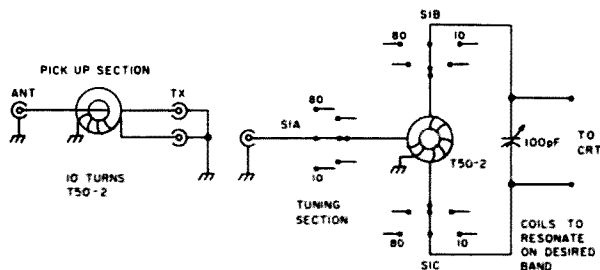 PICK UP SECTION
ANT
TX
10 TURNS
T50-2
S1A
80
10
TUNING
SECTION
S1B
80
10
T50-2
100pF
TO
CRT
80
10
S1C
COILS TO
RESONATE
ON DESIRED
BAND